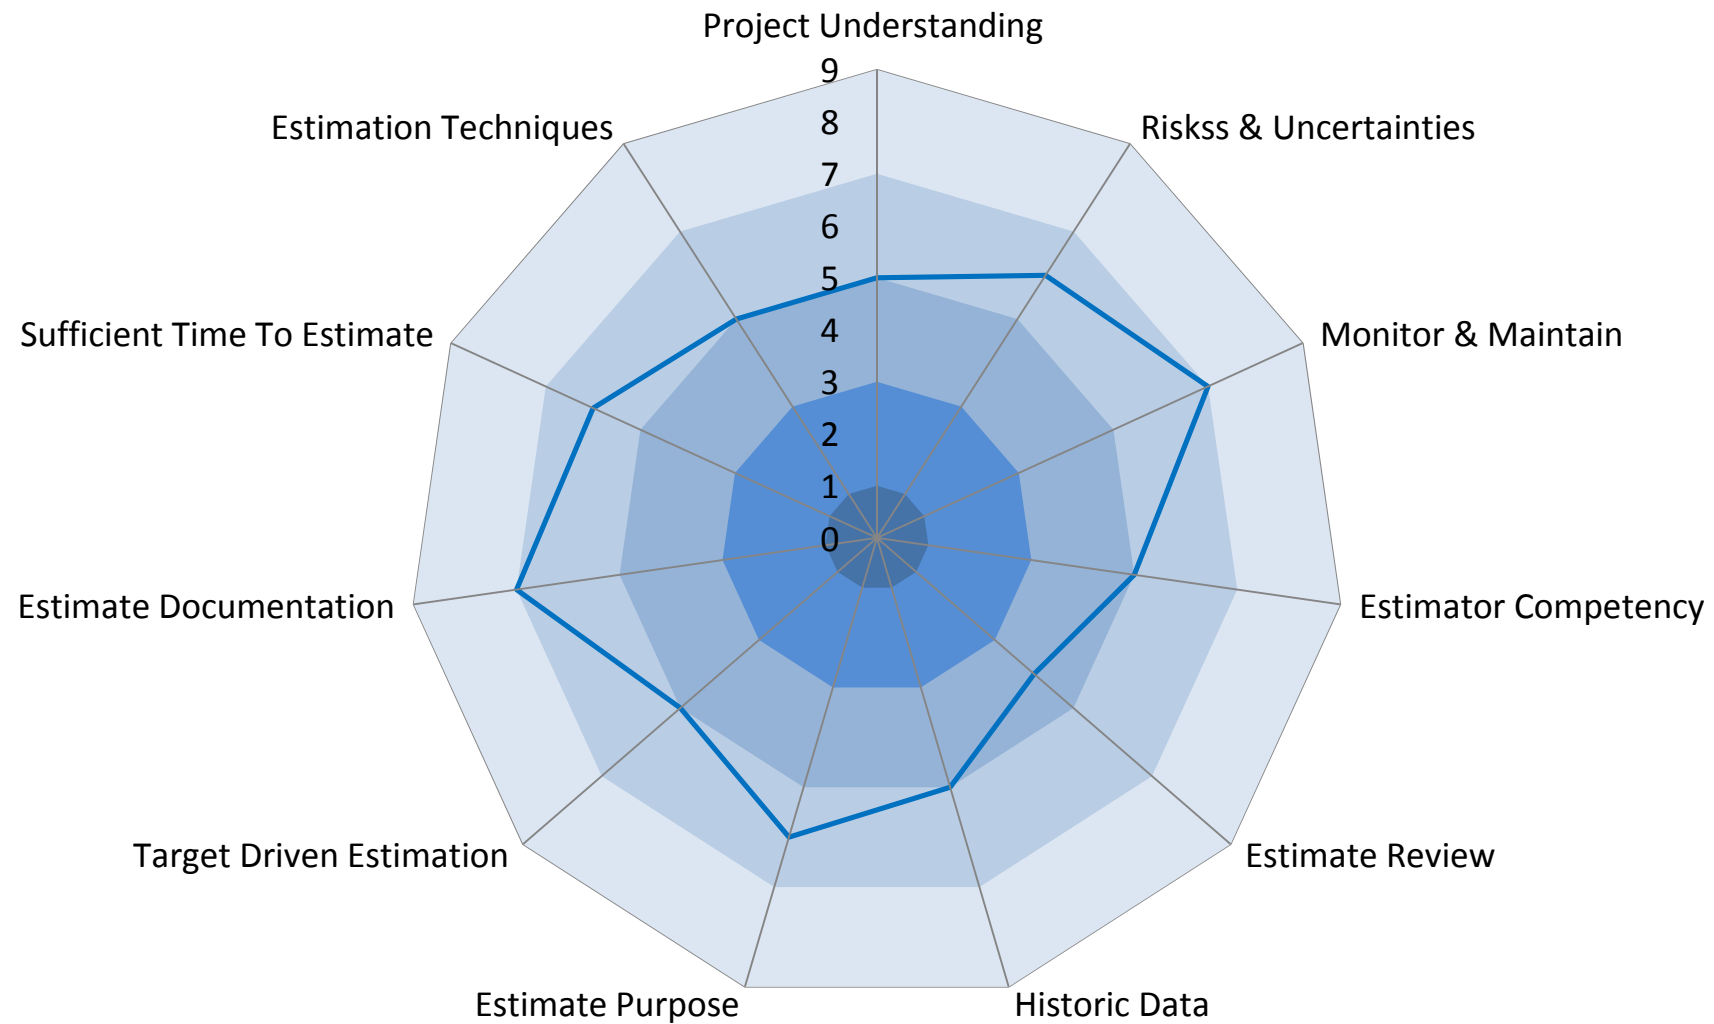 Project Understanding
9
Estimation Techniques
Riskss & Uncertainties
8
7
6
5
Sufficient Time To Estimate
4
Monitor & Maintain
3
2
1
0
Estimate Documentation
Estimator Competency
Target Driven Estimation
Estimate Review
Estimate Purpose
Historic Data